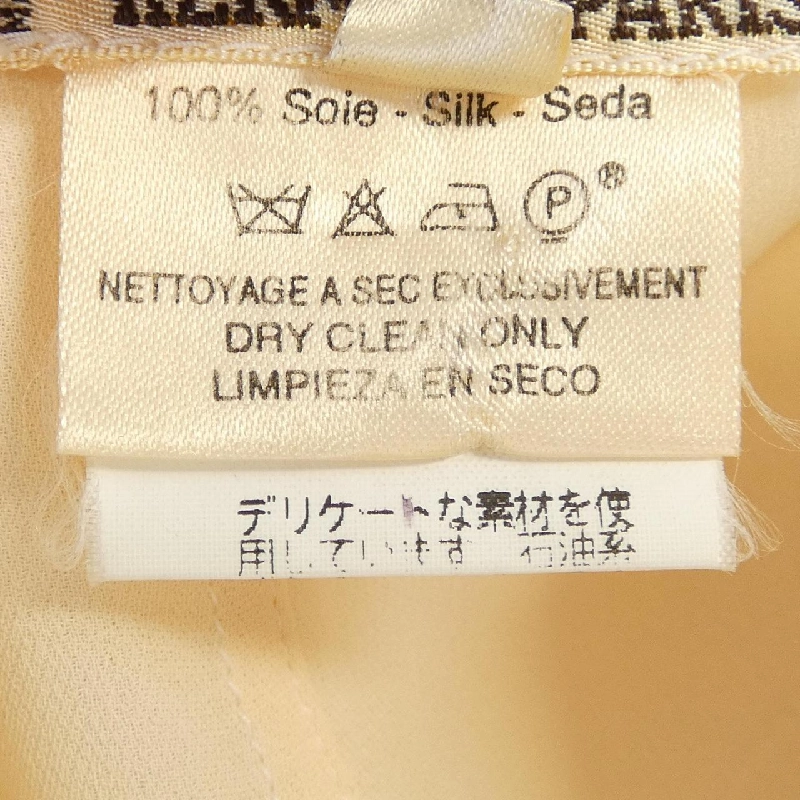 PARIS
100% Soie - Silk - Seda
P ®
NETTOYAGE A SEC EXCLUSIVEMENT
DRY CLEAN ONLY
LIMPIEZA EN SECO
デリケートな素材を使
用しています 石油系